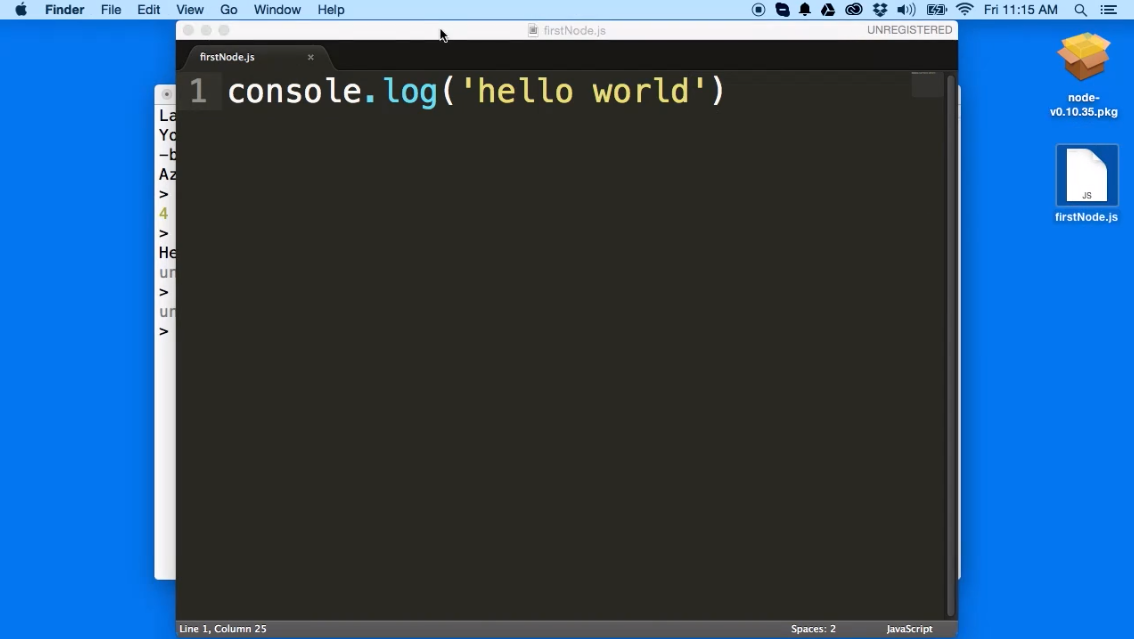 Finder File Edit View Go Window Help Fri 11:15 AM
firstNode.js UNREGISTERED
firstNode.js ×
1 console.log('hello world')
La
Yo
-b
Az
>
4
>
He
un
>
un
>
node-
v0.10.35.pkg
JS
firstNode.js
Line 1, Column 25 Spaces: 2 JavaScript